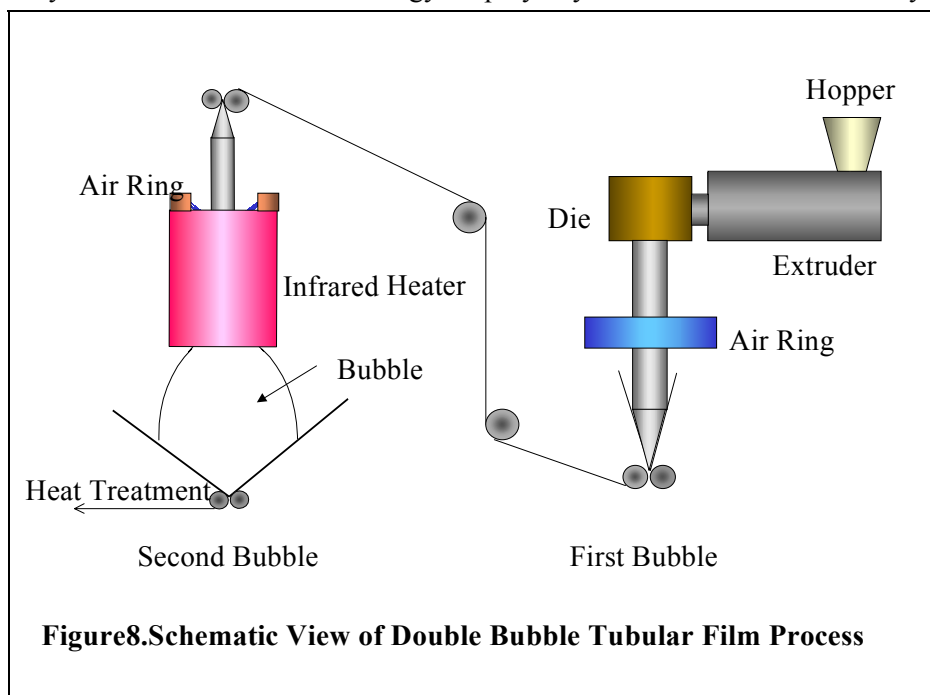 Hopper
Air Ring
Die
Extruder
Infrared Heater
Air Ring
Bubble
Heat Treatment
Second Bubble
First Bubble
Figure8.Schematic View of Double Bubble Tubular Film Process